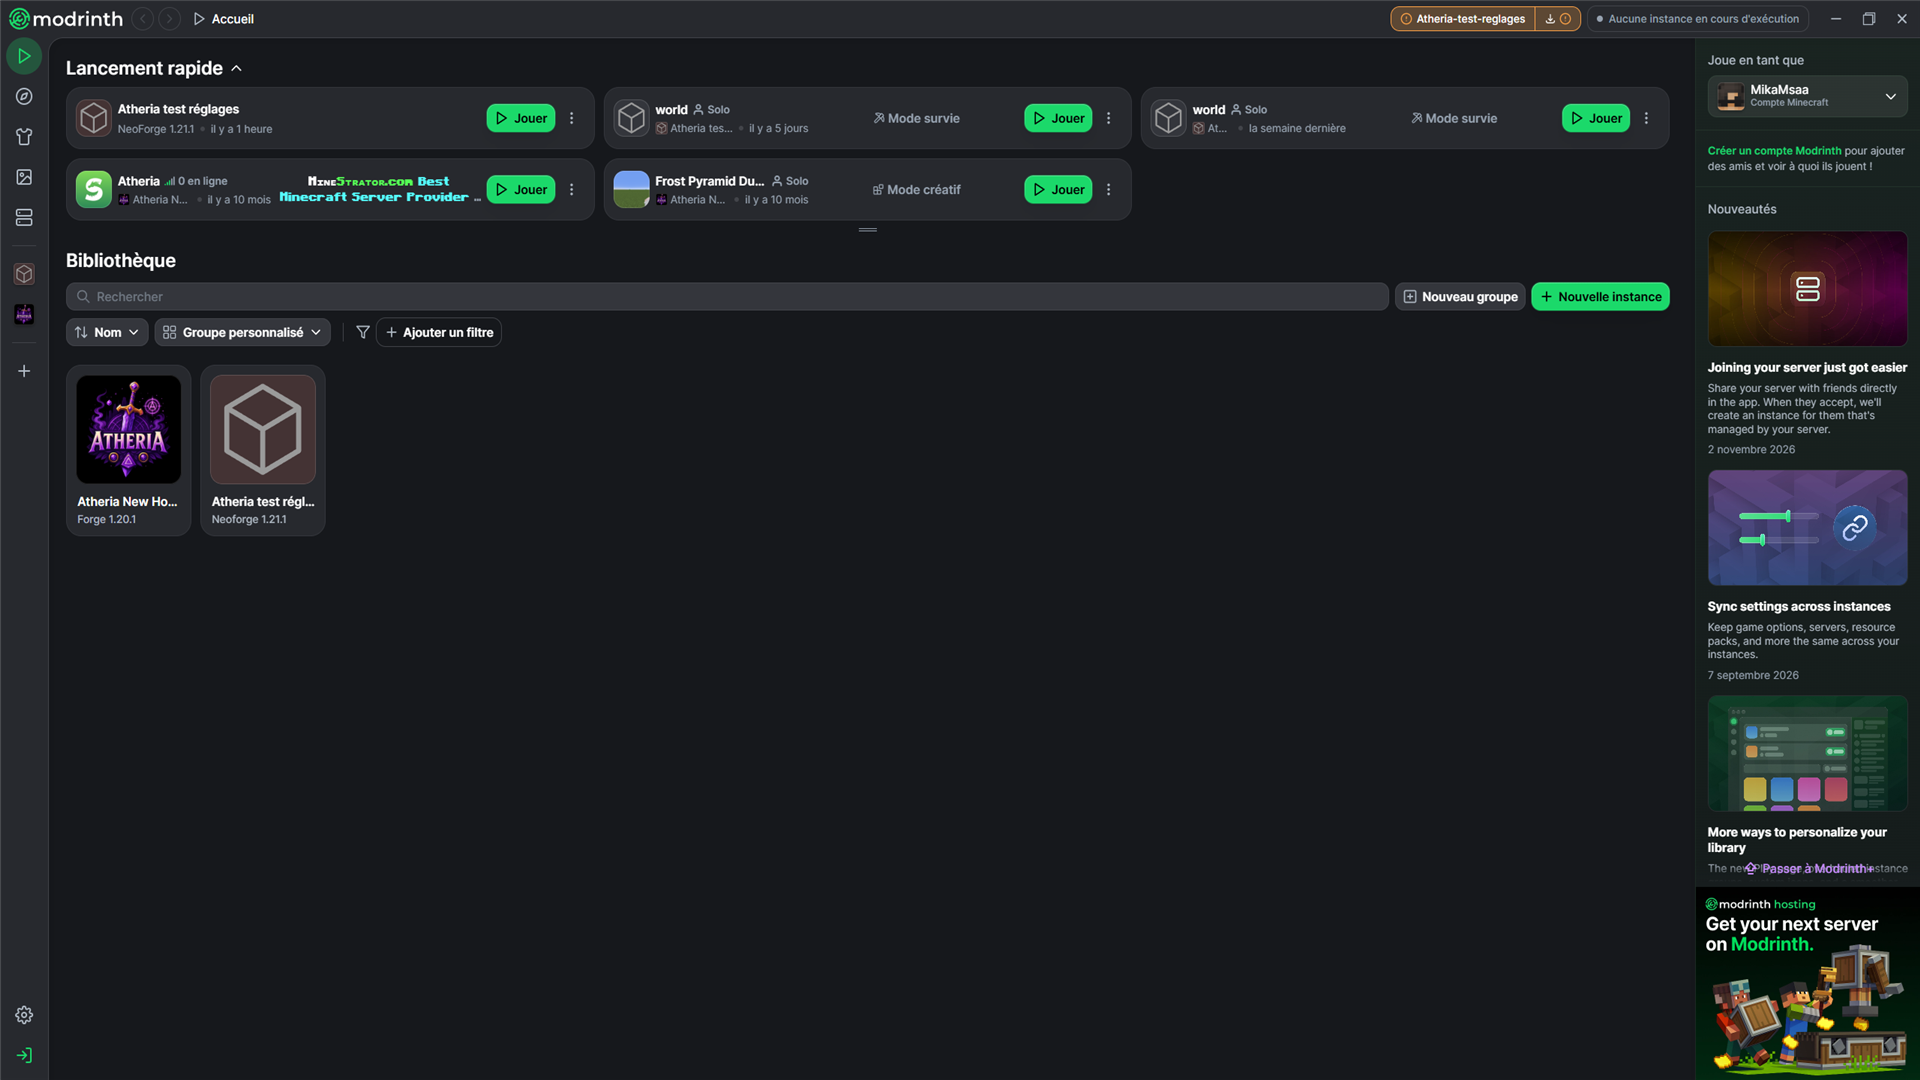 modrinth
Accueil
Atheria-test-reglages
Aucune instance en cours d'exécution
Lancement rapide
Atheria test réglages
NeoForge 1.21.1 • il y a 1 heure
Jouer
world Solo
Atheria tes... • il y a 5 jours
Mode survie
Jouer
world Solo
At... • la semaine dernière
Mode survie
Jouer
Atheria 0 en ligne
Atheria N... • il y a 10 mois
MineStrator.com Best
Minecraft Server Provider ...
Jouer
Frost Pyramid Du... Solo
Atheria N... • il y a 10 mois
Mode créatif
Jouer
Bibliothèque
Rechercher
Nouveau groupe
Nouvelle instance
Nom
Groupe personnalisé
Ajouter un filtre
ATHERIA
Atheria New Ho...
Forge 1.20.1
Atheria test régl...
Neoforge 1.21.1
Joue en tant que
MikaMsaa
Compte Minecraft
Créer un compte Modrinth pour ajouter
des amis et voir à quoi ils jouent !
Nouveautés
Joining your server just got easier
Share your server with friends directly
in the app. When they accept, we'll
create an instance for them that's
managed by your server.
2 novembre 2026
Sync settings across instances
Keep game options, servers, resource
packs, and more the same across your
instances.
7 septembre 2026
More ways to personalize your
library
The new Play page, instance
Passer à Modrinth+
modrinth hosting
Get your next server
on Modrinth.